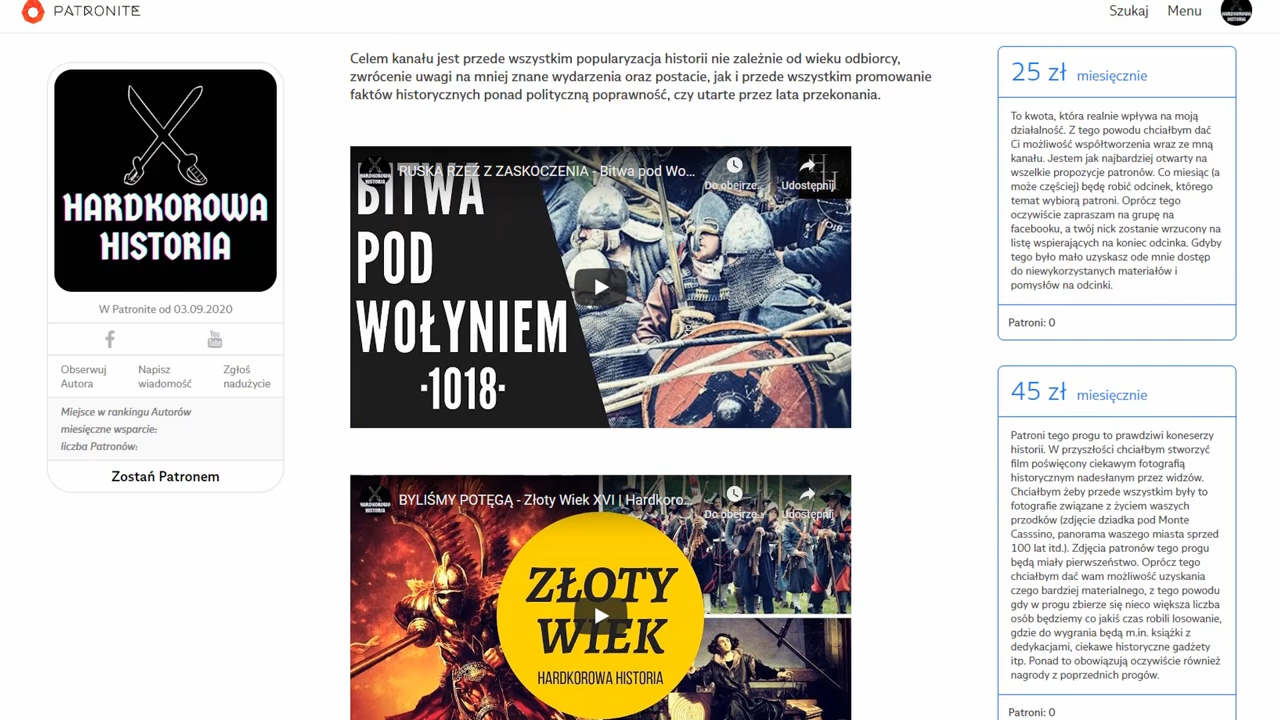 PATRONITE
Szukaj
Menu
HARDKOROWA
HISTORIA
W Patronite od 03.09.2020
Obserwuj
Autora
Napisz
wiadomość
Zgłoś
nadużycie
Miejsce w rankingu Autorów
miesięczne wsparcie:
liczba Patronów:
Zostań Patronem
Celem kanału jest przede wszystkim popularyzacja historii nie zależnie od wieku odbiorcy,
zwrócenie uwagi na mniej znane wydarzenia oraz postacie, jak i przede wszystkim promowanie
faktów historycznych ponad polityczną poprawność, czy utarte przez lata przekonania.
RUSKA RZEŹ Z ZASKOCZENIA - Bitwa pod Wo...
Do obejrze...
Udostępnij
BITWA
POD
WOŁYNIEM
·1018·
BYLIŚMY POTĘGĄ - Złoty Wiek XVI I Hardkoro...
Do obejrze...
Udostępnij
ZŁOTY
WIEK
HARDKOROWA HISTORIA
25 zł miesięcznie
To kwota, która realnie wpływa na moją
działalność. Z tego powodu chciałbym dać
Ci możliwość współtworzenia wraz ze mną
kanału. Jestem jak najbardziej otwarty na
wszelkie propozycje patronów. Co miesiąc (a
może częściej) będę robić odcinek, którego
temat wybiorą patroni. Oprócz tego
oczywiście zapraszam na grupę na
facebooku, a twój nick zostanie wrzucony na
listę wspierających na koniec odcinka. Gdyby
tego było mało uzyskasz ode mnie dostęp
do niewykorzystanych materiałów i
pomysłów na odcinki.
Patroni: 0
45 zł miesięcznie
Patroni tego progu to prawdziwi koneserzy
historii. W przyszłości chciałbym stworzyć
film poświęcony ciekawym fotografią
historycznym nadesłanym przez widzów.
Chciałbym żeby przede wszystkim były to
fotografie związane z życiem waszych
przodków (zdjęcie dziadka pod Monte
Casssino, panorama waszego miasta sprzed
100 lat itd.). Zdjęcia patronów tego progu
będą miały pierwszeństwo. Oprócz tego
chciałbym dać wam możliwość uzyskania
czego bardziej materialnego, z tego powodu
gdy w progu zbierze się nieco większa liczba
osób będziemy co jakiś czas robili losowanie,
gdzie do wygrania będą m.in. książki z
dedykacjami, ciekawe historyczne gadżety
itp. Ponad to obowiązują oczywiście również
nagrody z poprzednich progów.
Patroni: 0